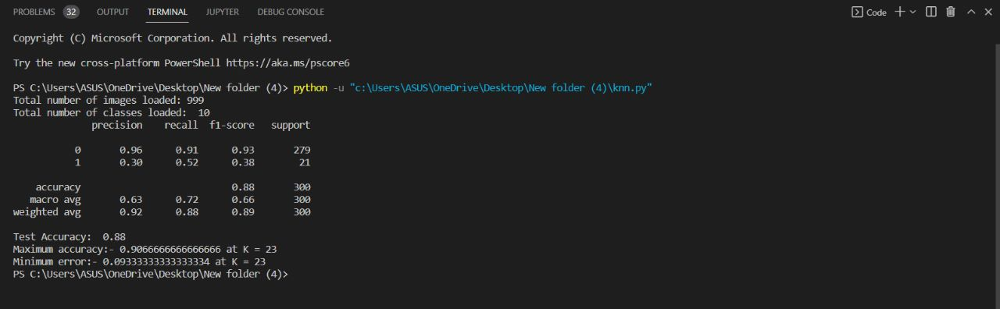 PROBLEMS 32 OUTPUT TERMINAL JUPYTER DEBUG CONSOLE Code
Copyright (C) Microsoft Corporation. All rights reserved.
Try the new cross-platform PowerShell https://aka.ms/pscore6
PS C:\Users\ASUS\OneDrive\Desktop\New folder (4)> python -u "c:\Users\ASUS\OneDrive\Desktop\New folder (4)\knn.py"
Total number of images loaded: 999
Total number of classes loaded:  10
precision    recall  f1-score   support
0       0.96      0.91      0.93       279
1       0.30      0.52      0.38        21
accuracy                           0.88       300
macro avg       0.63      0.72      0.66       300
weighted avg       0.92      0.88      0.89       300
Test Accuracy:  0.88
Maximum accuracy:- 0.9066666666666666 at K = 23
Minimum error:- 0.09333333333333334 at K = 23
PS C:\Users\ASUS\OneDrive\Desktop\New folder (4)>